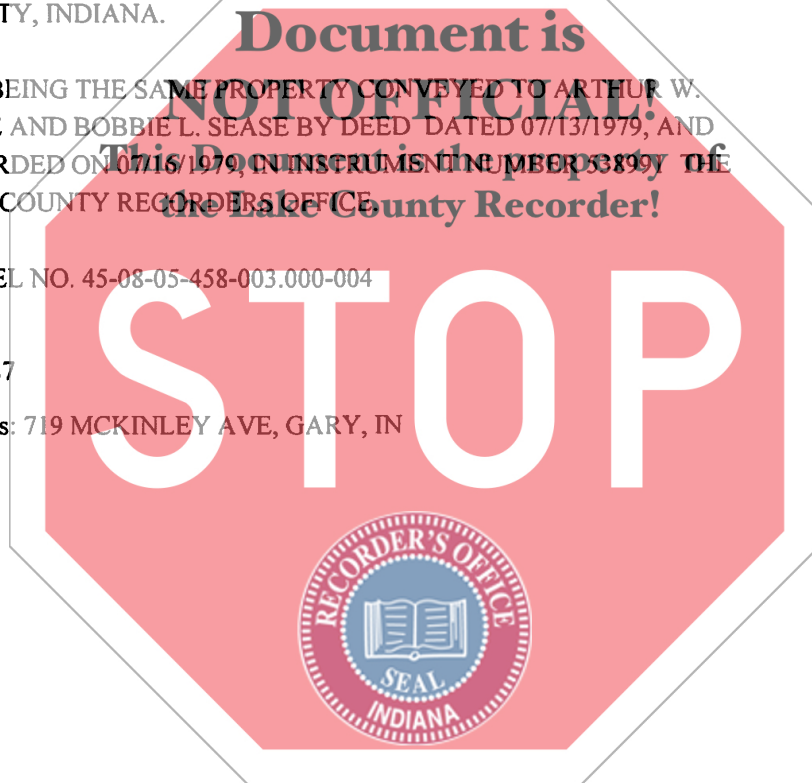 TY, INDIANA.
Document is
BEING THE SAME PROPERTY CONVEYED TO ARTHUR W.
NOT OFFICIAL!
E AND BOBBIE L. SEASE BY DEED DATED 07/13/1979, AND
RDED ON 07/16/1979, IN INSTRUMENT NUMBER THE
This Document is the property of
COUNTY RECORDERS OFFICE.
the Lake County Recorder!
EL NO. 45-08-05-458-003.000-004
STOP
7
s: 719 MCKINLEY AVE, GARY, IN
RECORDER'S OFFICE
SEAL
INDIANA